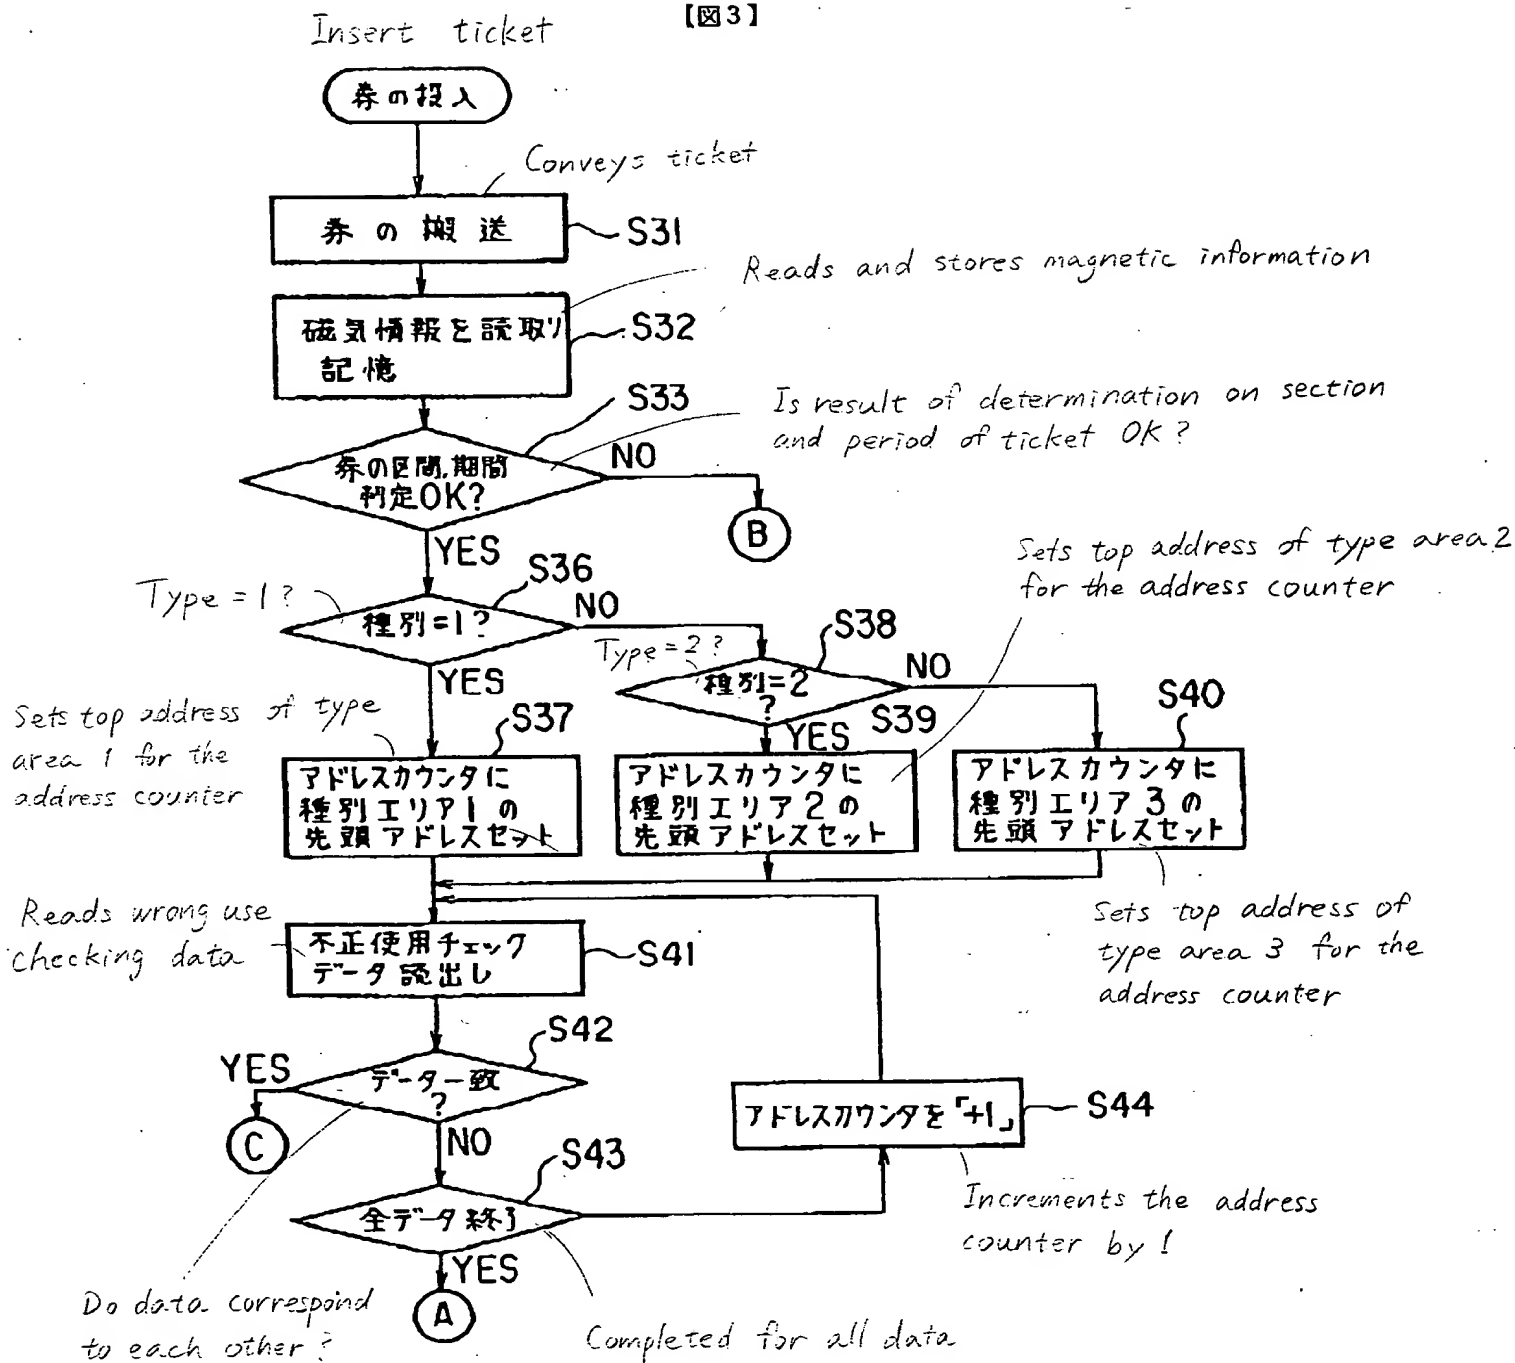 【図3】
Insert ticket
券の投入
Conveys ticket
券の搬送
S31
Reads and stores magnetic information
磁気情報を読取り
記憶
S32
S33
Is result of determination on section
and period of ticket OK?
券の区間,期間
判定OK?
NO
B
YES
Sets top address of type area 2
for the address counter
S36
Type=1?
種別=1?
NO
Type=2?
S38
種別=2
?
NO
YES
YES
S39
S40
Sets top address of type
area 1 for the
address counter
S37
アドレスカウンタに
種別エリア1の
先頭アドレスセット
アドレスカウンタに
種別エリア2の
先頭アドレスセット
アドレスカウンタに
種別エリア3の
先頭アドレスセット
Reads wrong use
checking data
不正使用チェック
データ読出し
S41
Sets top address of
type area 3 for the
address counter
S42
YES
データ一致
?
C
NO
アドレスカウンタを「+1」
S44
S43
全データ終了
Increments the address
counter by 1
YES
A
Do data correspond
to each other?
Completed for all data